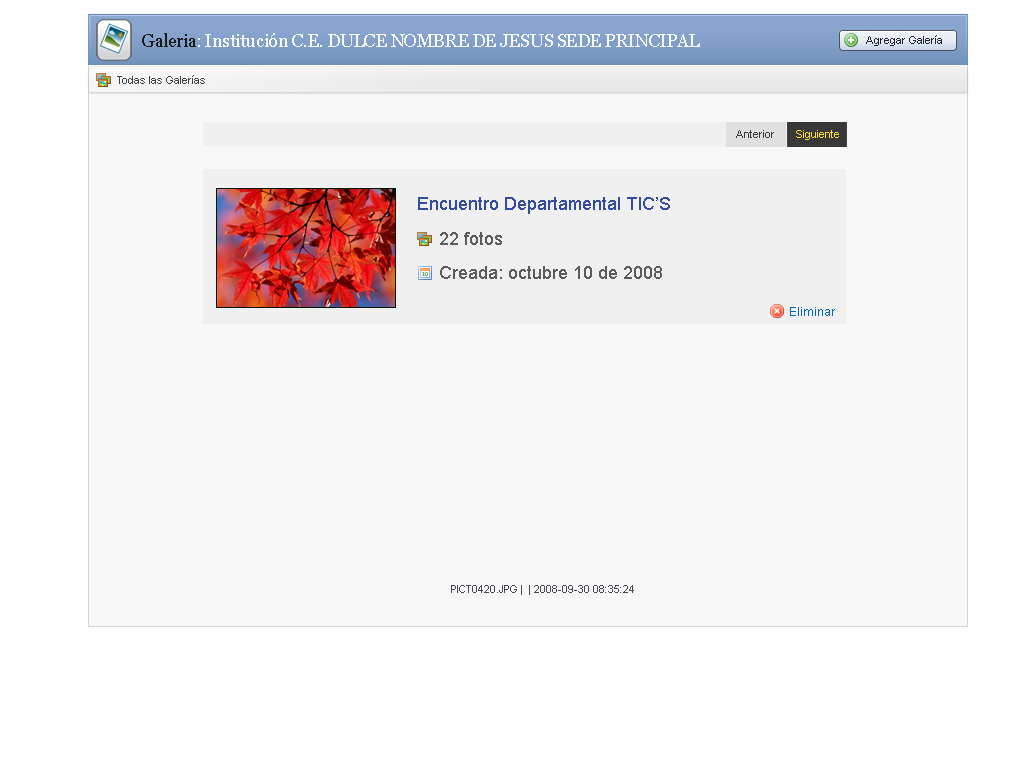 Galeria: Institución C.E. DULCE NOMBRE DE JESUS SEDE PRINCIPAL
Agregar Galería
Todas las Galerías
Anterior Siguiente
Encuentro Departamental TIC'S
22 fotos
Creada: octubre 10 de 2008
Eliminar
PICT0420.JPG | | 2008-09-30 08:35:24